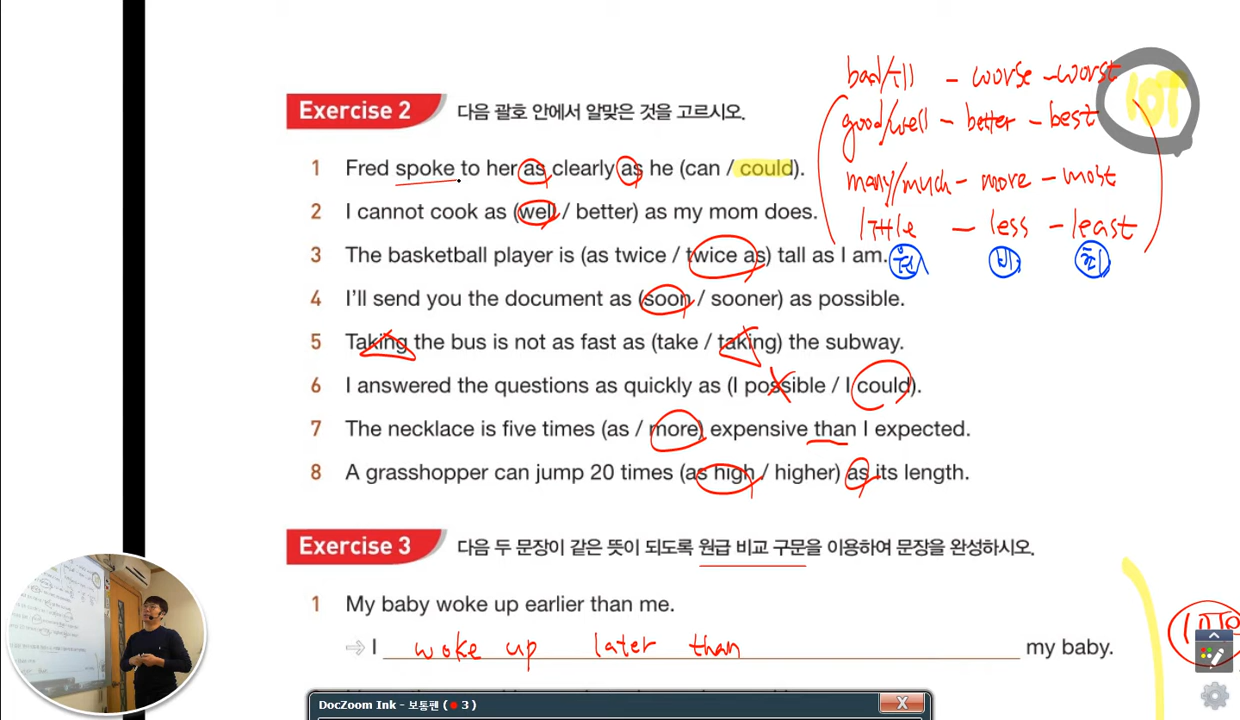 bad/ill - worse - worst
good/well - better - best
many/much - more - most
little - less - least
원 비 최
10T
Exercise 2 다음 괄호 안에서 알맞은 것을 고르시오.
1 Fred spoke to her as clearly as he (can / could).
2 I cannot cook as (well / better) as my mom does.
3 The basketball player is (as twice / twice as) tall as I am.
4 I'll send you the document as (soon / sooner) as possible.
5 Taking the bus is not as fast as (take / taking) the subway.
6 I answered the questions as quickly as (I possible / I could).
7 The necklace is five times (as / more) expensive than I expected.
8 A grasshopper can jump 20 times (as high / higher) as its length.
Exercise 3 다음 두 문장이 같은 뜻이 되도록 원급 비교 구문을 이용하여 문장을 완성하시오.
1 My baby woke up earlier than me.
⇨ I woke up later than my baby.
DocZoom Ink - 보통펜 ( 3 ) X